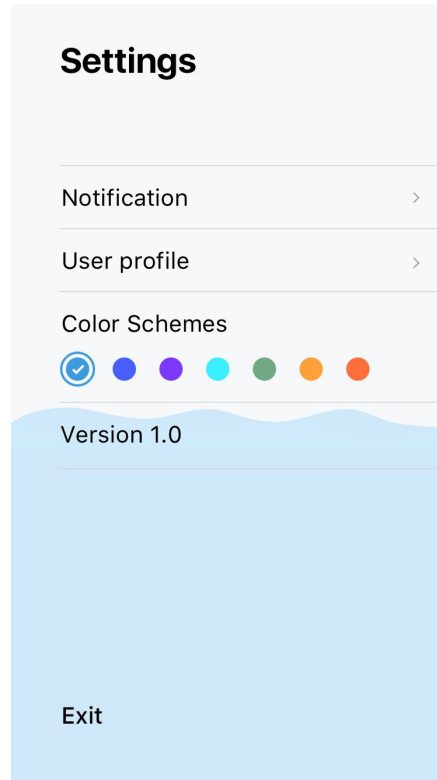 Settings
Notification
User profile
Color Schemes
Version 1.0
Exit